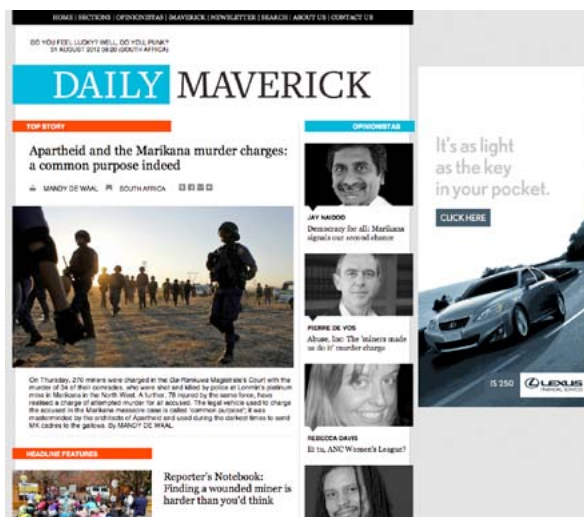 HOME | SECTIONS | OPINIONISTAS | iMAVERICK | NEWSLETTER | SEARCH | ABOUT US | CONTACT US
DO YOU FEEL LUCKY? WELL, DO YOU, PUNK?
31 AUGUST 2012 09:20 (SOUTH AFRICA)
DAILY MAVERICK
TOP STORY
Apartheid and the Marikana murder charges:
a common purpose indeed
MANDY DE WAAL SOUTH AFRICA
On Thursday, 270 miners were charged in the Ga-Rankuwa Magistrate's Court with the
murder of 34 of their comrades, who were shot and killed by police at Lonmin's platinum
mine in Marikana in the North West. A further, 78 injured by the same force, have
realised a charge of attempted murder for all accused. The legal vehicle used to charge
the accused in the Marikana massacre case is called 'common purpose'; it was
masterminded by the architects of Apartheid and used during the darkest times to send
MK cadres to the gallows. By MANDY DE WAAL.
HEADLINE FEATURES
Reporter's Notebook:
Finding a wounded miner is
harder than you'd think
OPINIONISTAS
JAY NAIDOO
Democracy for all: Marikana
signals our second chance
PIERRE DE VOS
Abuse, Inc: The 'miners made
us do it' murder charge
REBECCA DAVIS
Et tu, ANC Women's League?
It's as light
as the key
in your pocket.
CLICK HERE
IS 250
LEXUS
FINANCIAL SERVICES